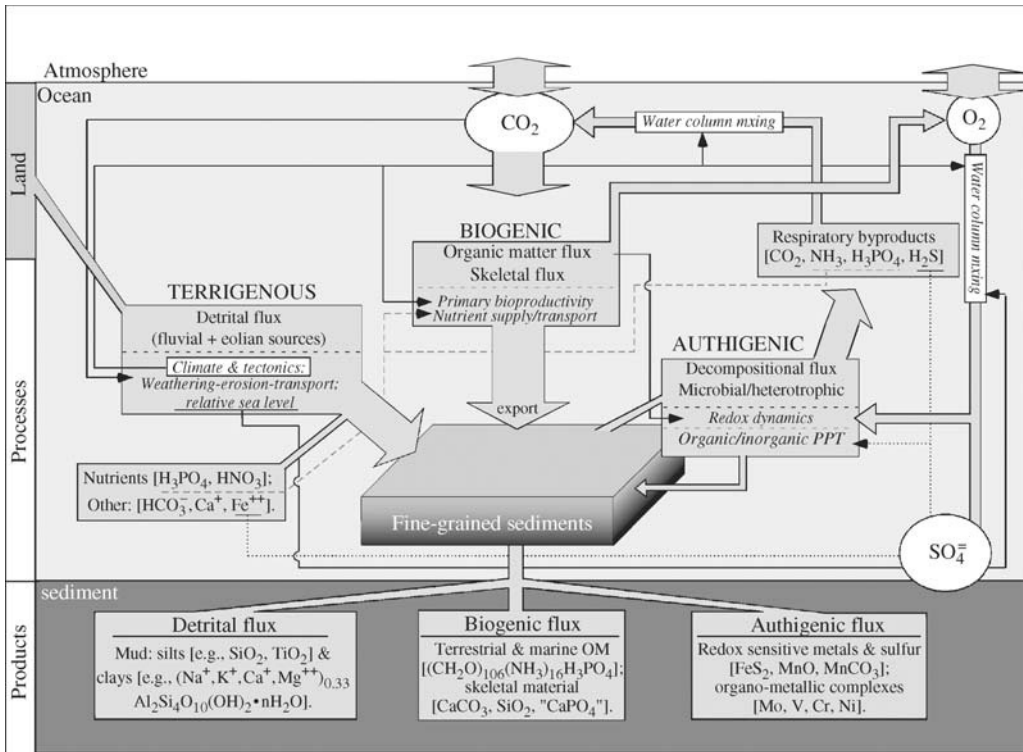 Atmosphere
Ocean
Land
Processes
Products
CO₂
O₂
Water column mxing
Water column mxing
BIOGENIC
Organic matter flux
Skeletal flux
Primary bioproductivity
Nutrient supply/transport
export
Respiratory byproducts
[CO₂, NH₃, H₃PO₄, H₂S]
TERRIGENOUS
Detrital flux
(fluvial + eolian sources)
Climate & tectonics:
Weathering-erosion-transport;
relative sea level
AUTHIGENIC
Decompositional flux
Microbial/heterotrophic
Redox dynamics
Organic/inorganic PPT
Nutrients [H₃PO₄, HNO₃];
Other: [HCO₃⁻, Ca⁺, Fe⁺⁺].
Fine-grained sediments
SO₄⁼
sediment
Detrital flux
Mud: silts [e.g., SiO₂, TiO₂] &
clays [e.g., (Na⁺, K⁺, Ca⁺, Mg⁺⁺)₀.₃₃
Al₂Si₄O₁₀(OH)₂•nH₂O].
Biogenic flux
Terrestrial & marine OM
[(CH₂O)₁₀₆(NH₃)₁₆H₃PO₄];
skeletal material
[CaCO₃, SiO₂, "CaPO₄"].
Authigenic flux
Redox sensitive metals & sulfur
[FeS₂, MnO, MnCO₃];
organo-metallic complexes
[Mo, V, Cr, Ni].